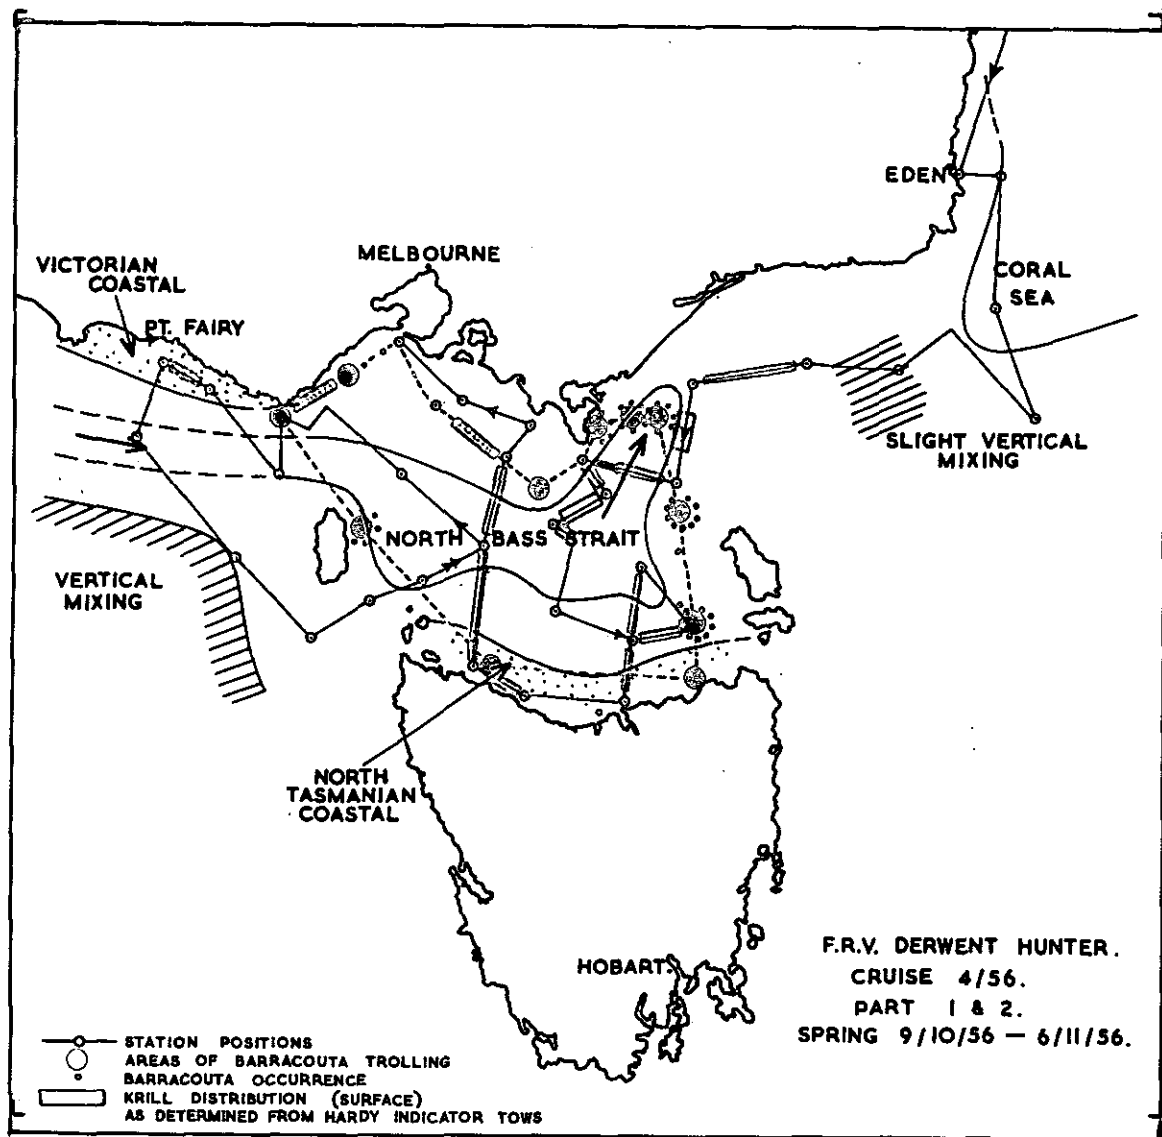 EDEN
MELBOURNE
VICTORIAN
COASTAL
CORAL
SEA
PT. FAIRY
SLIGHT VERTICAL
MIXING
NORTH BASS STRAIT
VERTICAL
MIXING
NORTH
TASMANIAN
COASTAL
HOBART.
F.R.V. DERWENT HUNTER.
CRUISE 4/56.
PART 1 & 2.
SPRING 9/10/56 — 6/11/56.
STATION POSITIONS
AREAS OF BARRACOUTA TROLLING
BARRACOUTA OCCURRENCE
KRILL DISTRIBUTION (SURFACE)
AS DETERMINED FROM HARDY INDICATOR TOWS